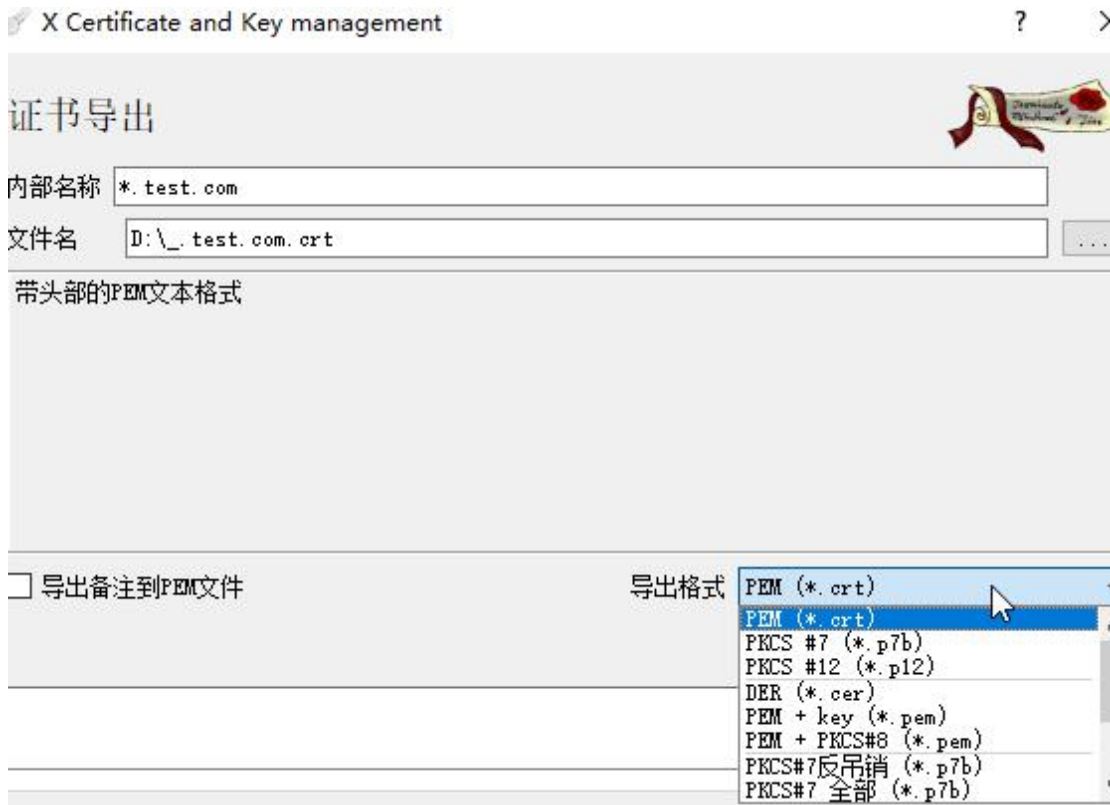 X Certificate and Key management
?
证书导出
内部名称 *.test.com
文件名 D:\_.test.com.crt ...
带头部的PEM文本格式
导出备注到PEM文件
导出格式 PEM (*.crt)
PEM (*.crt)
PKCS #7 (*.p7b)
PKCS #12 (*.p12)
DER (*.cer)
PEM + key (*.pem)
PEM + PKCS#8 (*.pem)
PKCS#7反吊销 (*.p7b)
PKCS#7 全部 (*.p7b)